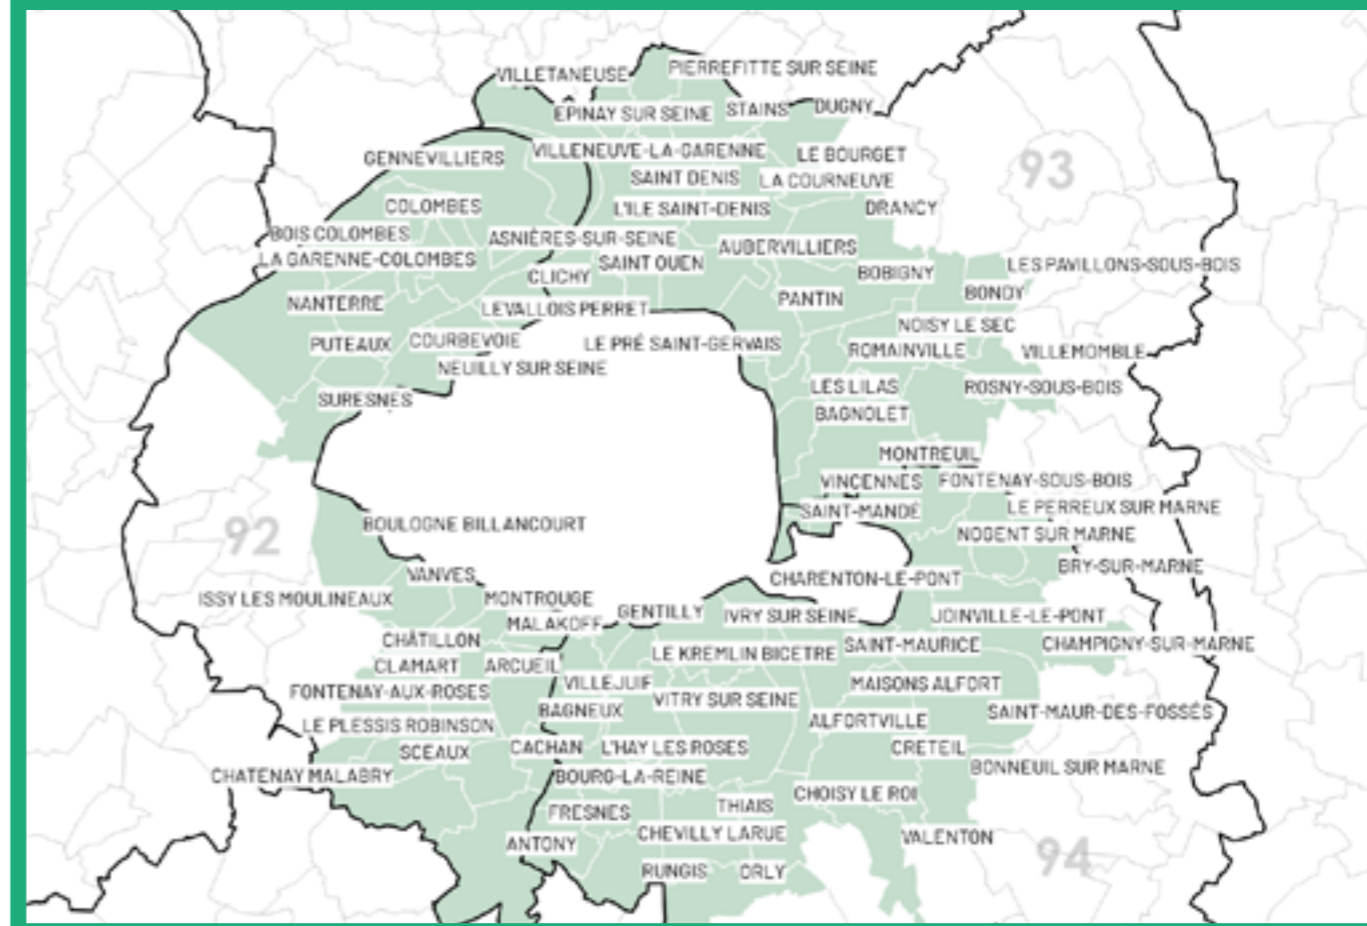 VILLETANEUSE
PIERREFITTE SUR SEINE
EPINAY SUR SEINE
STAINS
DUGNY
GENNEVILLIERS
VILLENEUVE-LA-GARENNE
LE BOURGET
93
SAINT DENIS
LA COURNEUVE
COLOMBES
L'ILE SAINT-DENIS
DRANCY
BOIS COLOMBES
ASNIÈRES-SUR-SEINE
AUBERVILLIERS
LA GARENNE-COLOMBES
SAINT OUEN
CLICHY
BOBIGNY
LES PAVILLONS-SOUS-BOIS
NANTERRE
LEVALLOIS PERRET
PANTIN
BONDY
NOISY LE SEC
PUTEAUX
COURBEVOIE
LE PRÉ SAINT-GERVAIS
ROMAINVILLE
VILLEMOMBLE
NEUILLY SUR SEINE
SURESNES
LES LILAS
ROSNY-SOUS-BOIS
BAGNOLET
MONTREUIL
VINCENNES
FONTENAY-SOUS-BOIS
SAINT-MANDÉ
LE PERREUX SUR MARNE
92
BOULOGNE BILLANCOURT
NOGENT SUR MARNE
VANVES
CHARENTON-LE-PONT
BRY-SUR-MARNE
ISSY LES MOULINEAUX
MONTROUGE
MALAKOFF
GENTILLY
IVRY SUR SEINE
JOINVILLE-LE-PONT
CHÂTILLON
LE KREMLIN BICETRE
SAINT-MAURICE
CHAMPIGNY-SUR-MARNE
CLAMART
ARCUEIL
FONTENAY-AUX-ROSES
VILLEJUIF
VITRY SUR SEINE
MAISONS ALFORT
BAGNEUX
SAINT-MAUR-DES-FOSSÉS
LE PLESSIS ROBINSON
ALFORTVILLE
SCEAUX
CACHAN
L'HAY LES ROSES
CRETEIL
CHATENAY MALABRY
BOURG-LA-REINE
BONNEUIL SUR MARNE
FRESNES
THIAIS
CHOISY LE ROI
ANTONY
CHEVILLY LARUE
VALENTON
RUNGIS
ORLY
94